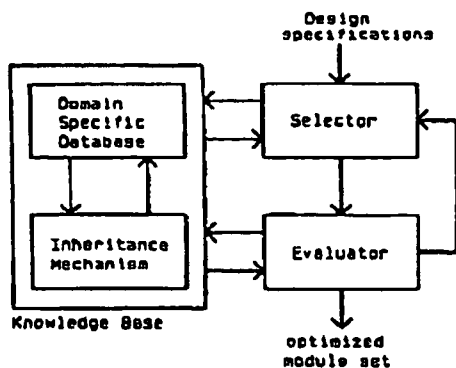 Design
specifications
Domain
Specific
Database
Selector
Inheritance
Mechanism
Evaluator
Knowledge Base
optimized
module set